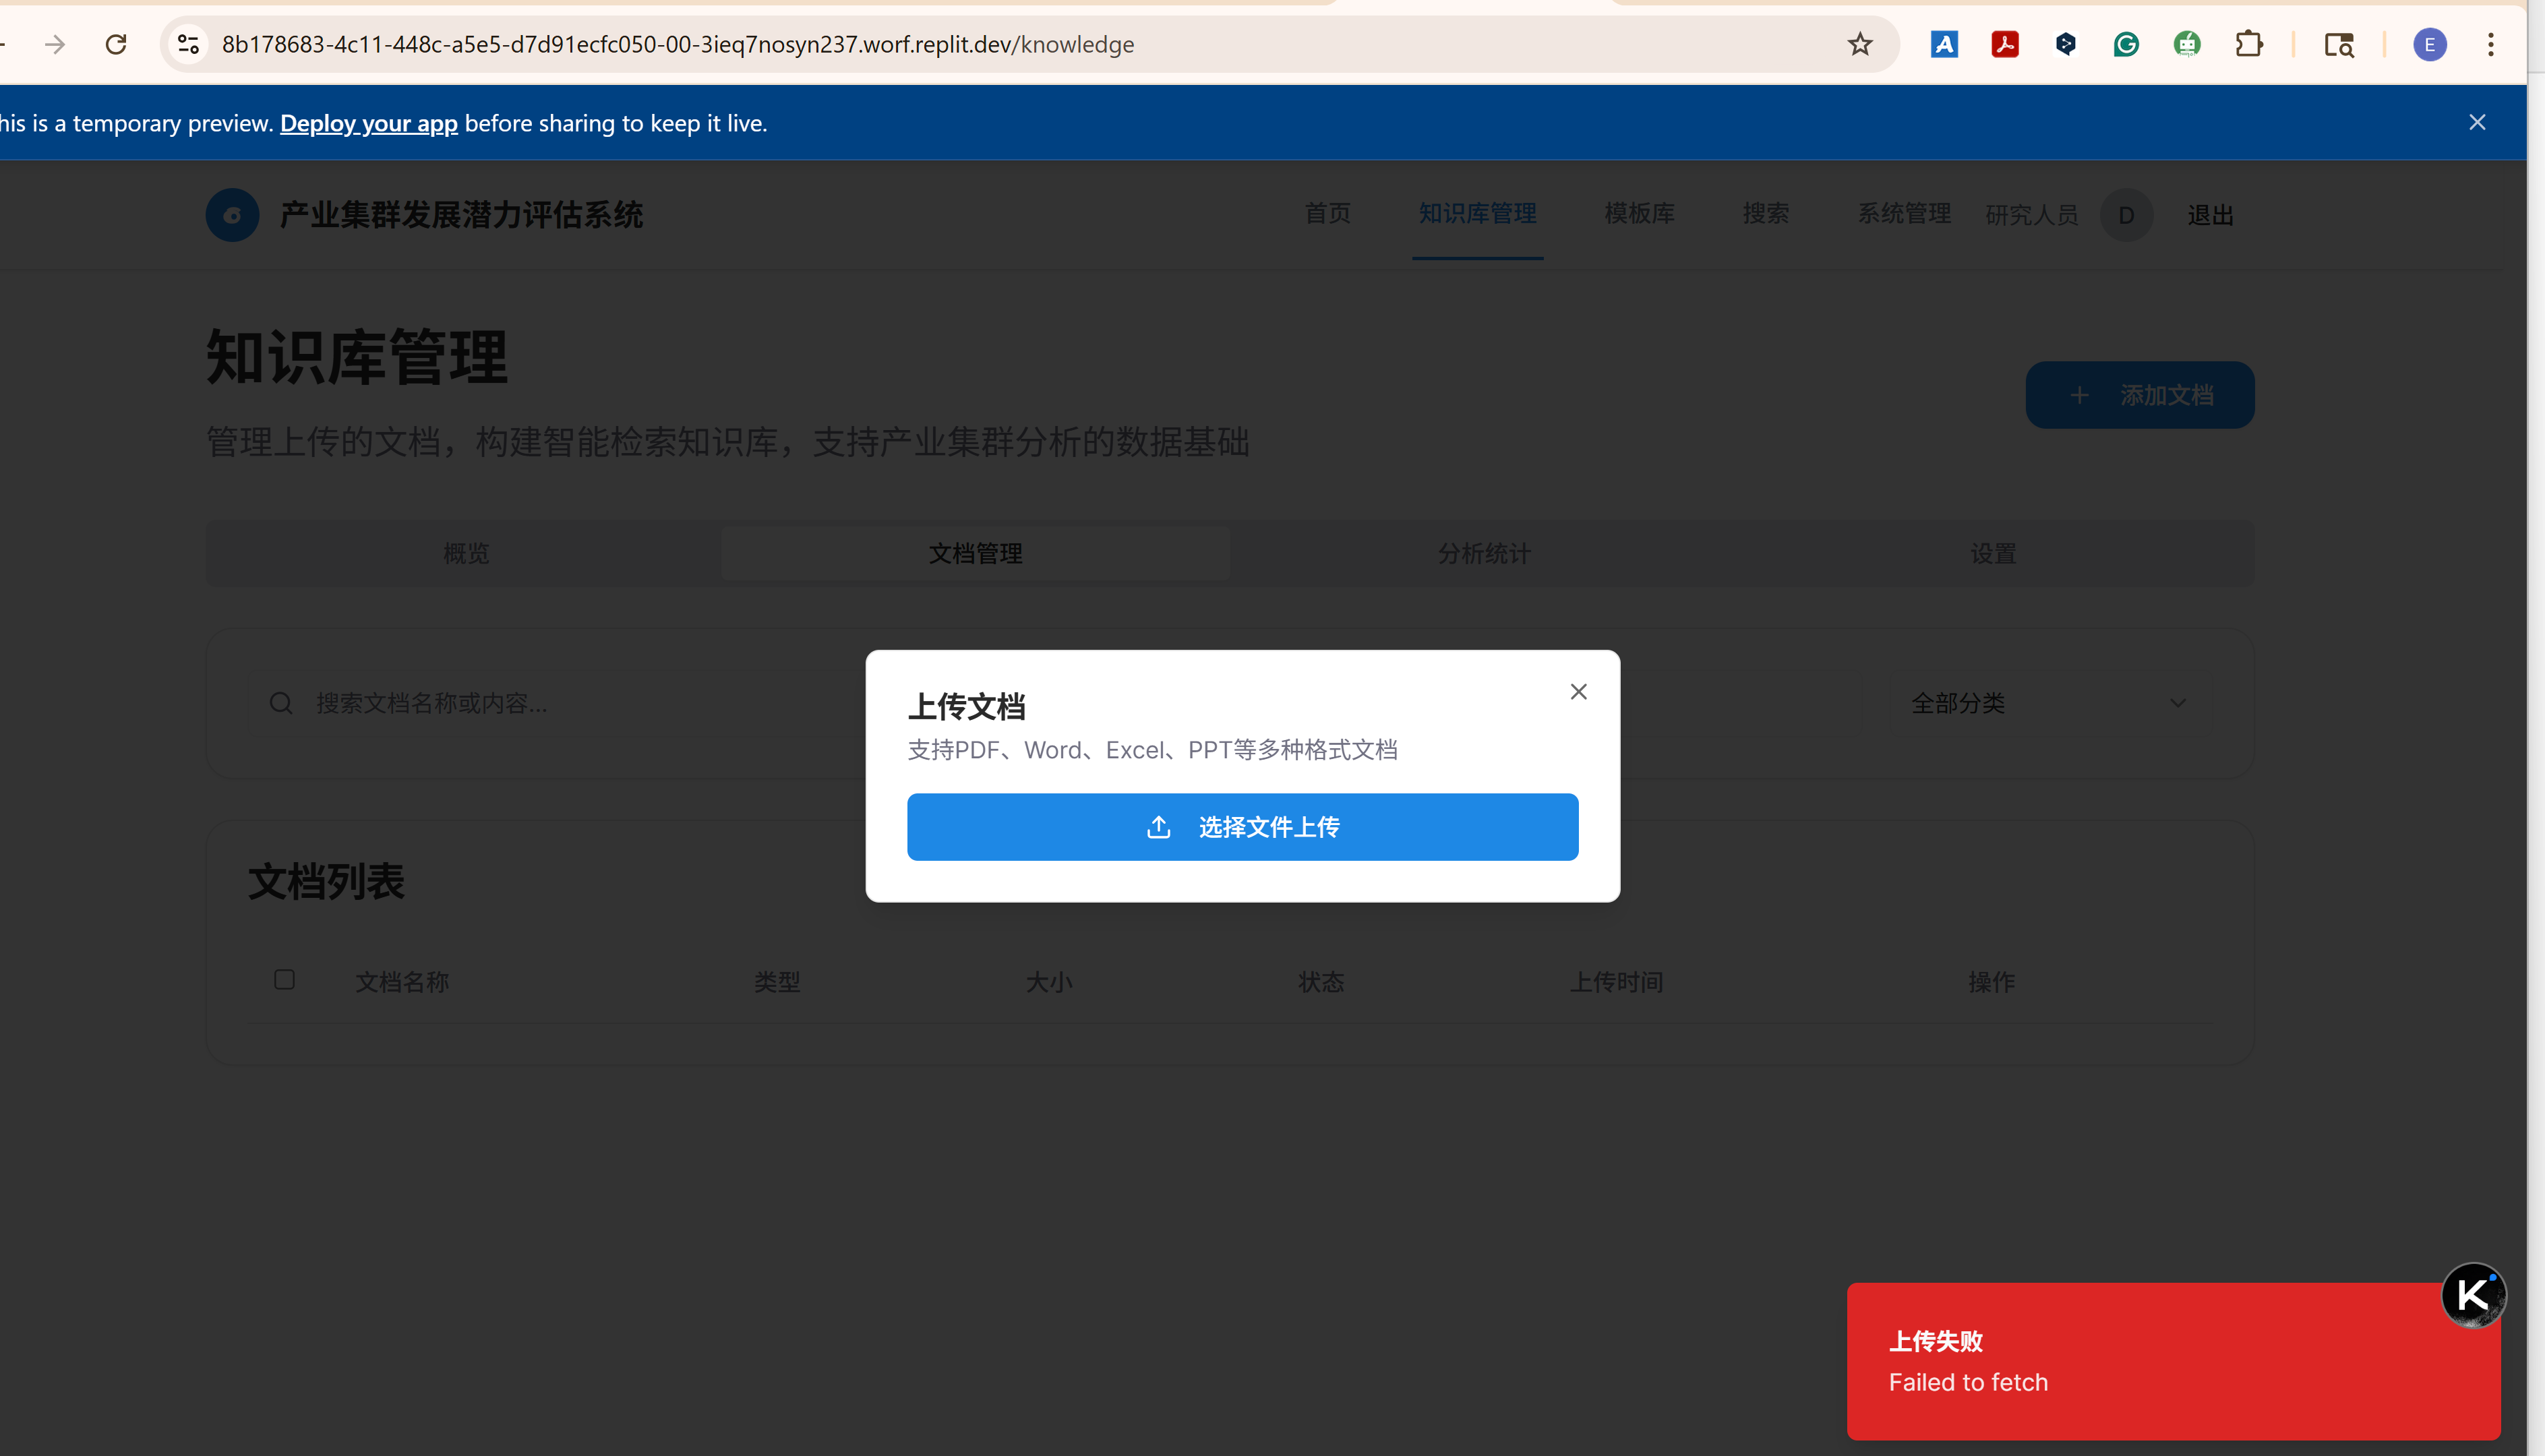 8b178683-4c11-448c-a5e5-d7d91ecfc050-00-3ieq7nosyn237.worf.replit.dev/knowledge
E
his is a temporary preview. Deploy your app before sharing to keep it live.
产业集群发展潜力评估系统
首页
知识库管理
模板库
搜索
系统管理
研究人员
D
退出
知识库管理
添加文档
管理上传的文档，构建智能检索知识库，支持产业集群分析的数据基础
概览
文档管理
分析统计
设置
搜索文档名称或内容...
全部分类
上传文档
支持PDF、Word、Excel、PPT等多种格式文档
选择文件上传
文档列表
文档名称
类型
大小
状态
上传时间
操作
K
上传失败
Failed to fetch